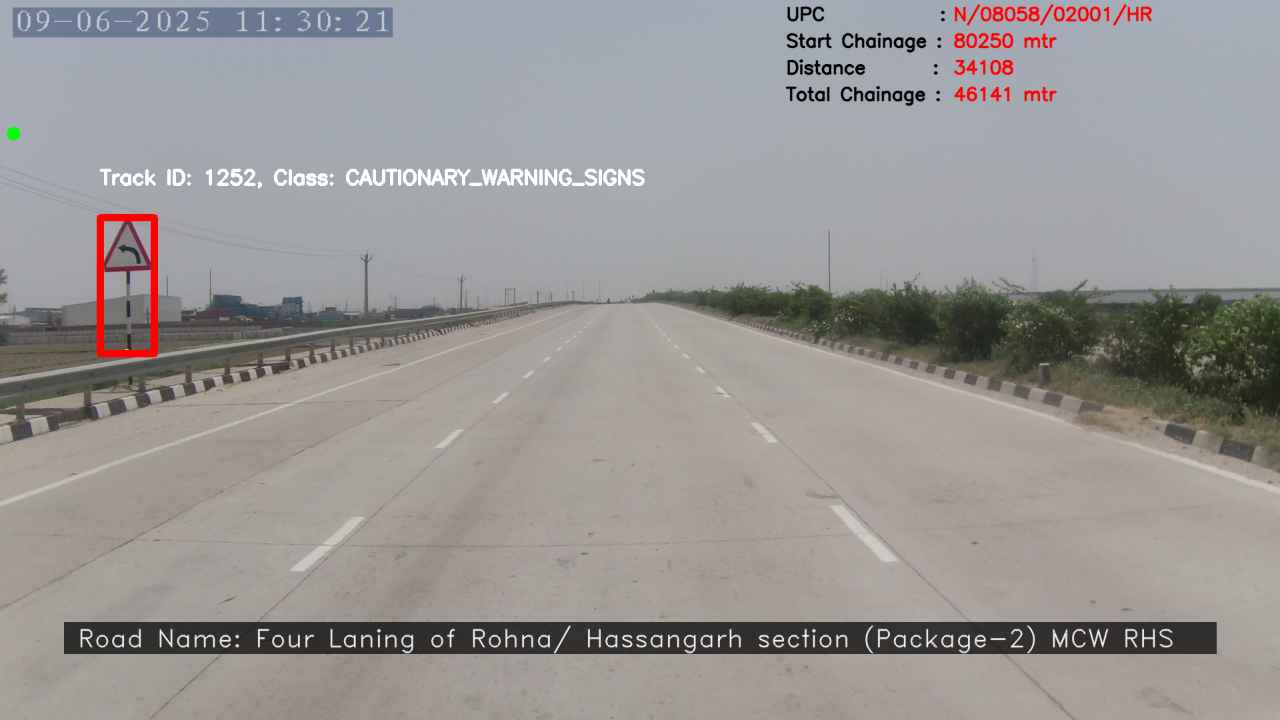 09-06-2025 11:30:21
UPC : N/08058/02001/HR
Start Chainage : 80250 mtr
Distance : 34108
Total Chainage : 46141 mtr
Track ID: 1252, Class: CAUTIONARY_WARNING_SIGNS
Road Name: Four Laning of Rohna/ Hassangarh section (Package-2) MCW RHS